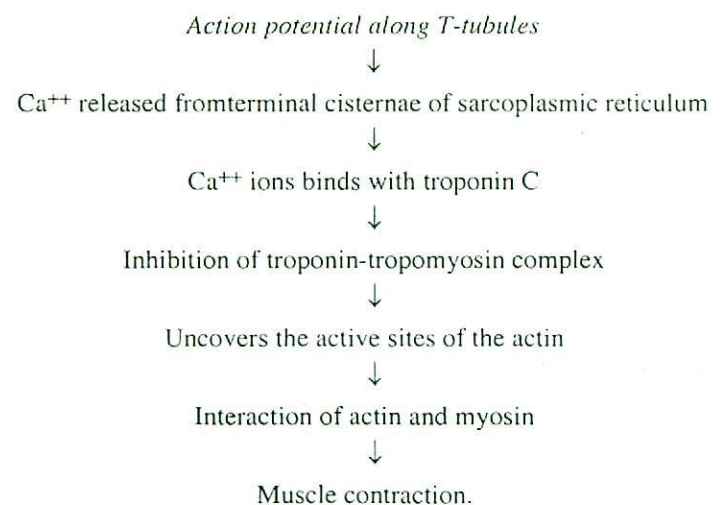 Action potential along T-tubules
↓
Ca++ released fromterminal cisternae of sarcoplasmic reticulum
↓
Ca++ ions binds with troponin C
↓
Inhibition of troponin-tropomyosin complex
↓
Uncovers the active sites of the actin
↓
Interaction of actin and myosin
↓
Muscle contraction.